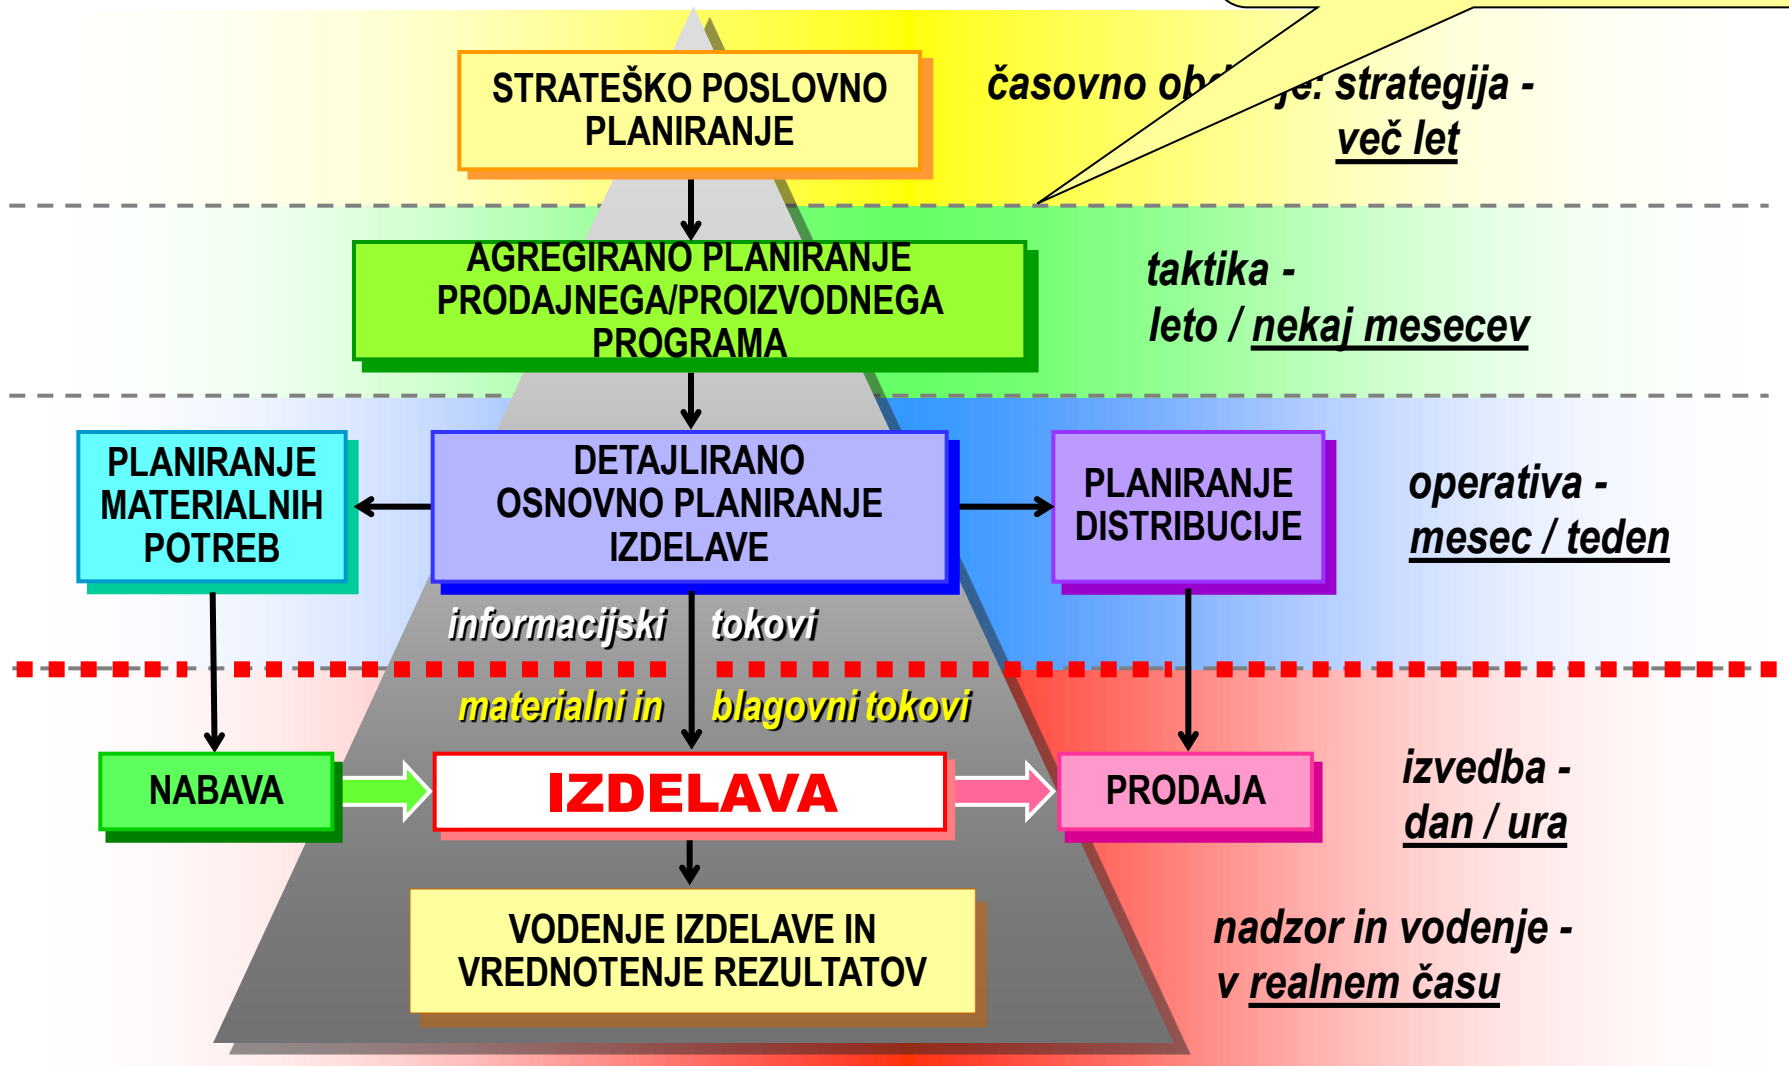 STRATEŠKO POSLOVNO
PLANIRANJE
časovno je: strategija -
več let
AGREGIRANO PLANIRANJE
PRODAJNEGA/PROIZVODNEGA
PROGRAMA
taktika -
leto / nekaj mesecev
PLANIRANJE
MATERIALNIH
POTREB
DETAJLIRANO
OSNOVNO PLANIRANJE
IZDELAVE
PLANIRANJE
DISTRIBUCIJE
operativa -
mesec / teden
informacijski tokovi
materialni in blagovni tokovi
NABAVA
IZDELAVA
PRODAJA
izvedba -
dan / ura
VODENJE IZDELAVE IN
VREDNOTENJE REZULTATOV
nadzor in vodenje -
v realnem času